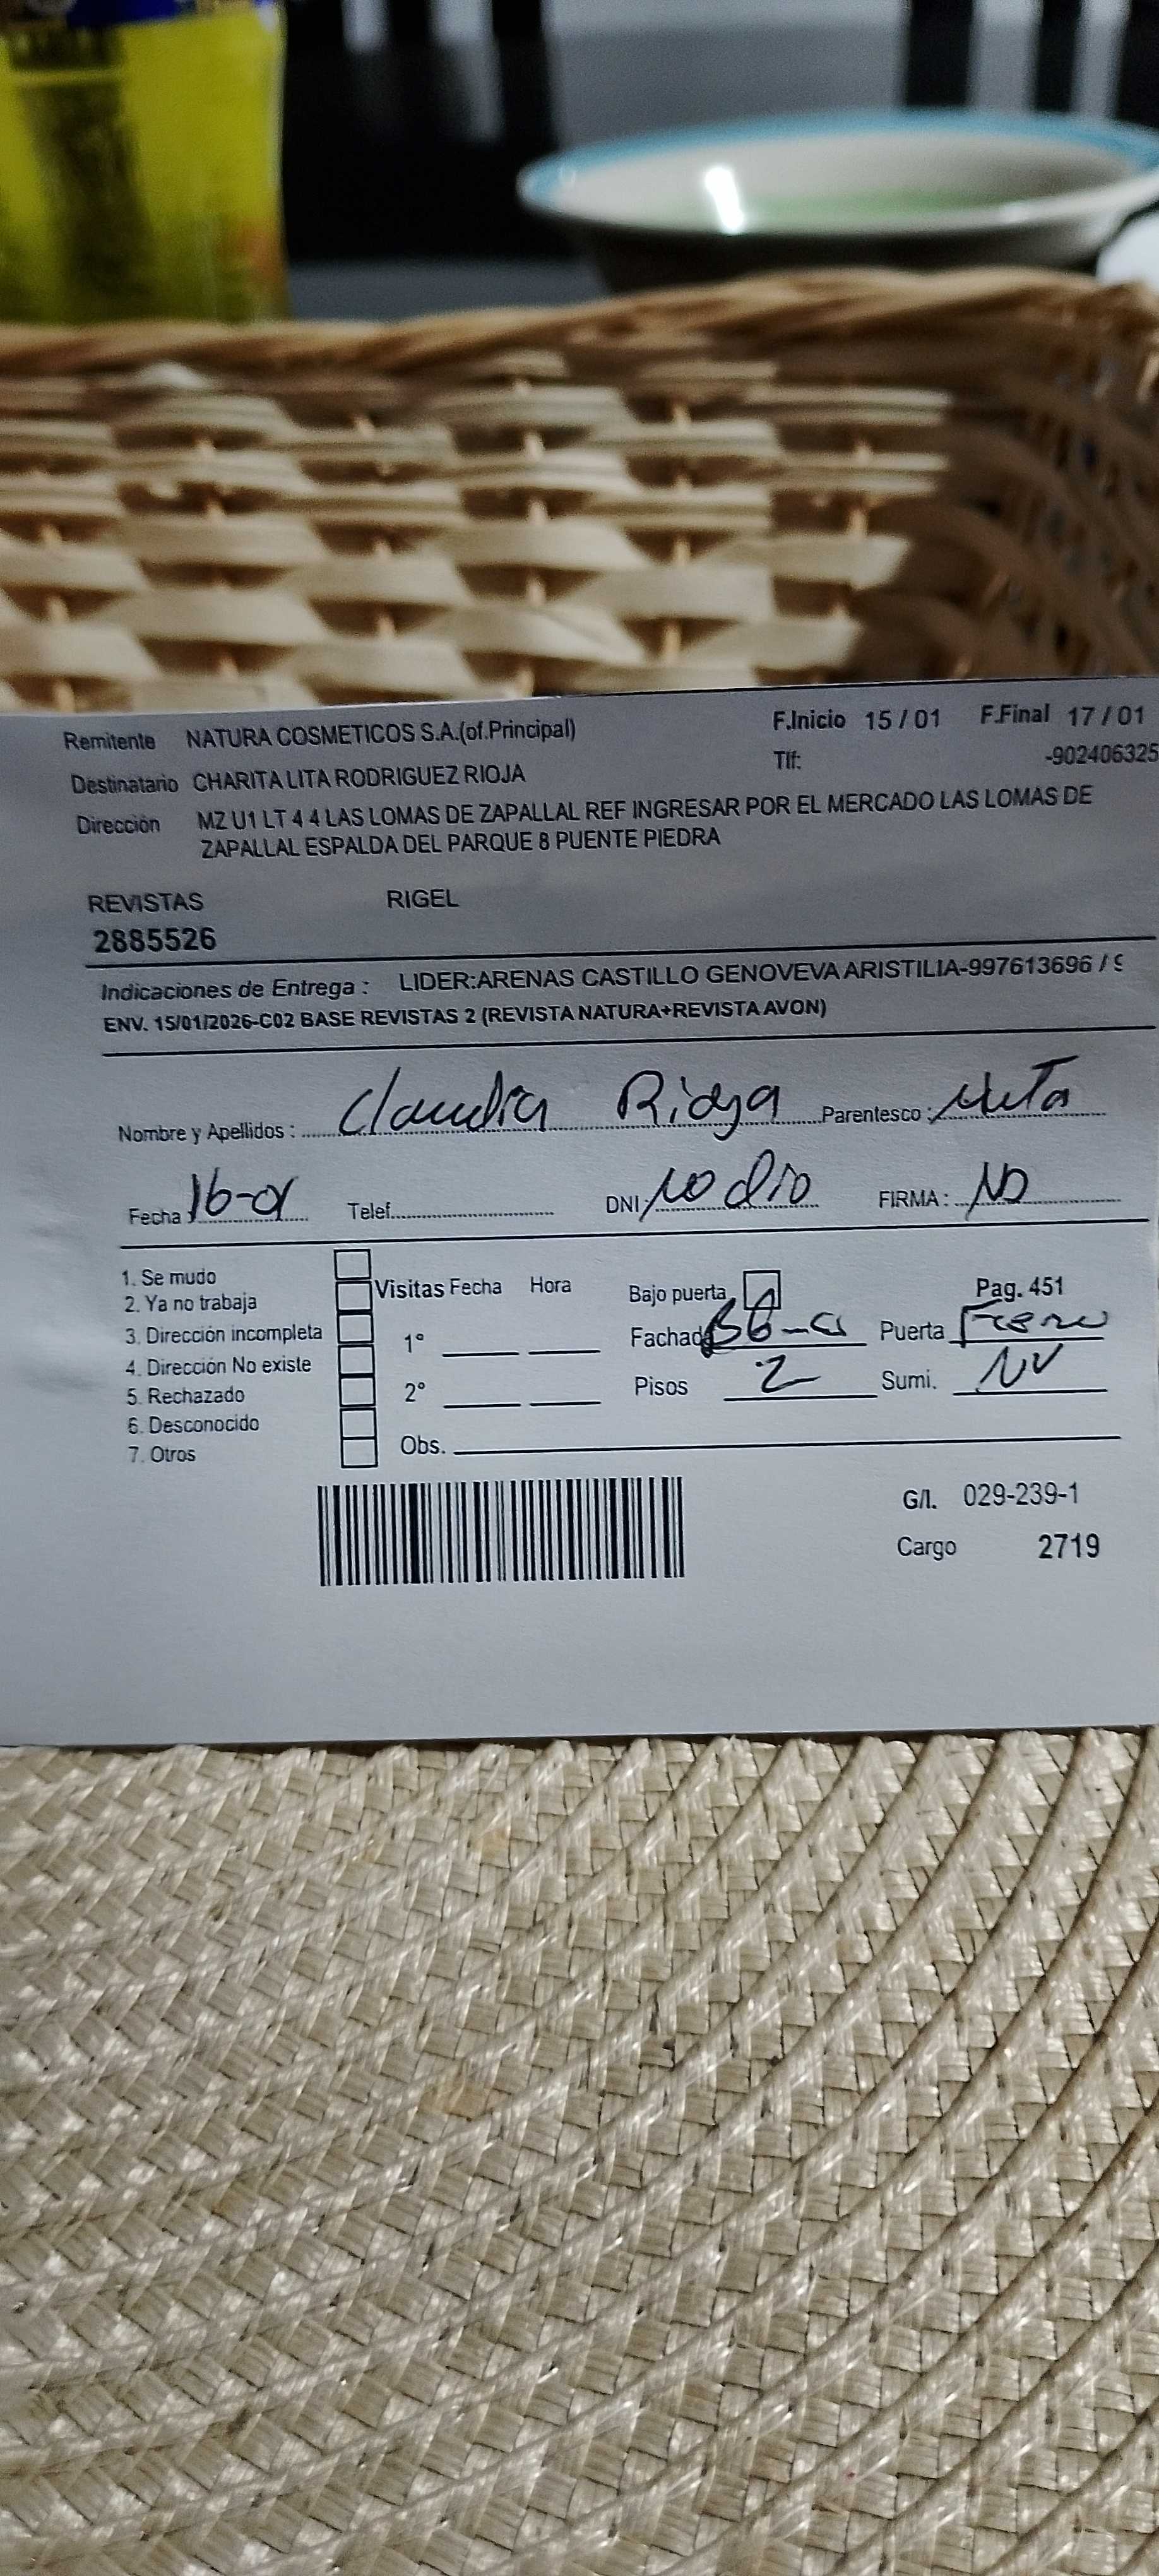 Remitente NATURA COSMETICOS S.A.(of.Principal) F.Inicio 15 / 01 F.Final 17 / 01
Destinatario CHARITA LITA RODRIGUEZ RIOJA Tlf: -902406325
Dirección MZ U1 LT 4 4 LAS LOMAS DE ZAPALLAL REF INGRESAR POR EL MERCADO LAS LOMAS DE
ZAPALLAL ESPALDA DEL PARQUE 8 PUENTE PIEDRA
REVISTAS RIGEL
2885526
Indicaciones de Entrega : LIDER:ARENAS CASTILLO GENOVEVA ARISTILIA-997613696 / 9
ENV. 15/01/2026-C02 BASE REVISTAS 2 (REVISTA NATURA+REVISTA AVON)
Nombre y Apellidos : Claudia Rioja Parentesco :
Fecha 16-01 Telef. DNI: no dio FIRMA : NO
1. Se mudo
2. Ya no trabaja Visitas Fecha Hora Bajo puerta Pag. 451
3. Dirección incompleta 1° Fachada Puerta Fierro
4. Dirección No existe
5. Rechazado 2° Pisos 2 Sumi. NV
6. Desconocido
7. Otros Obs.
G/I. 029-239-1
Cargo 2719